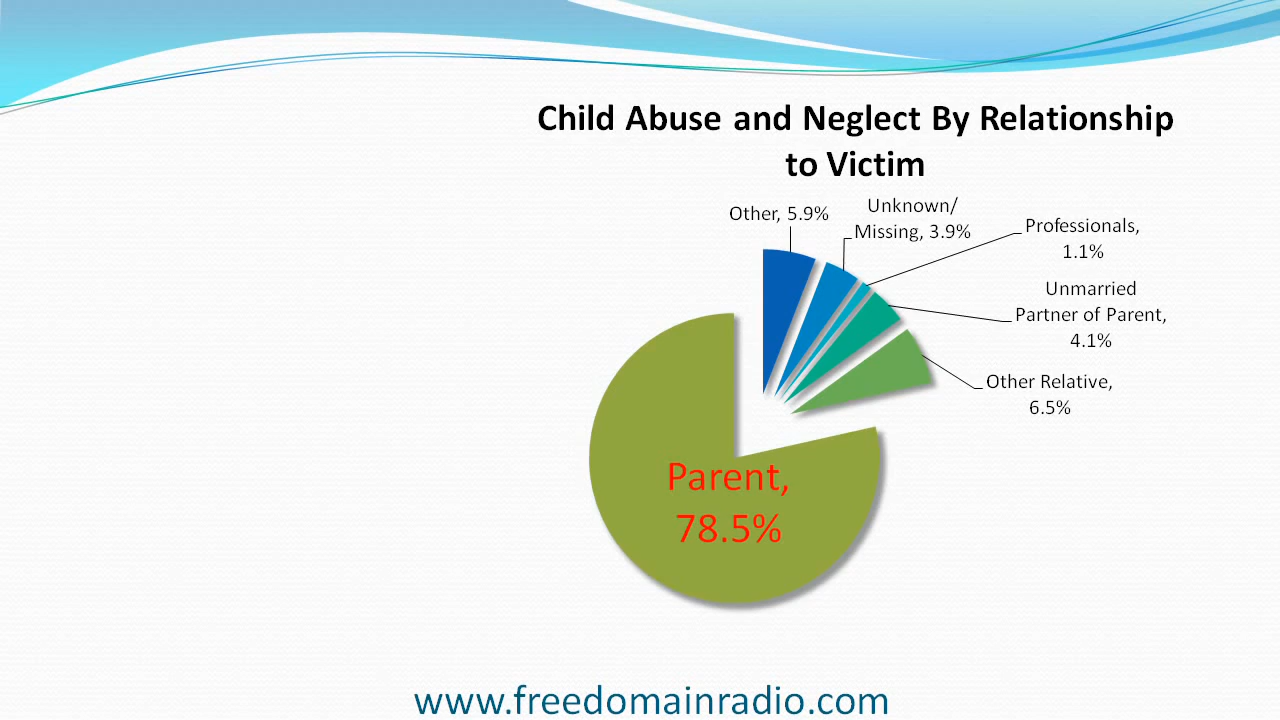 Child Abuse and Neglect By Relationship
to Victim
Other, 5.9%
Unknown/
Missing, 3.9%
Professionals,
1.1%
Unmarried
Partner of Parent,
4.1%
Other Relative,
6.5%
Parent,
78.5%
www.freedomainradio.com